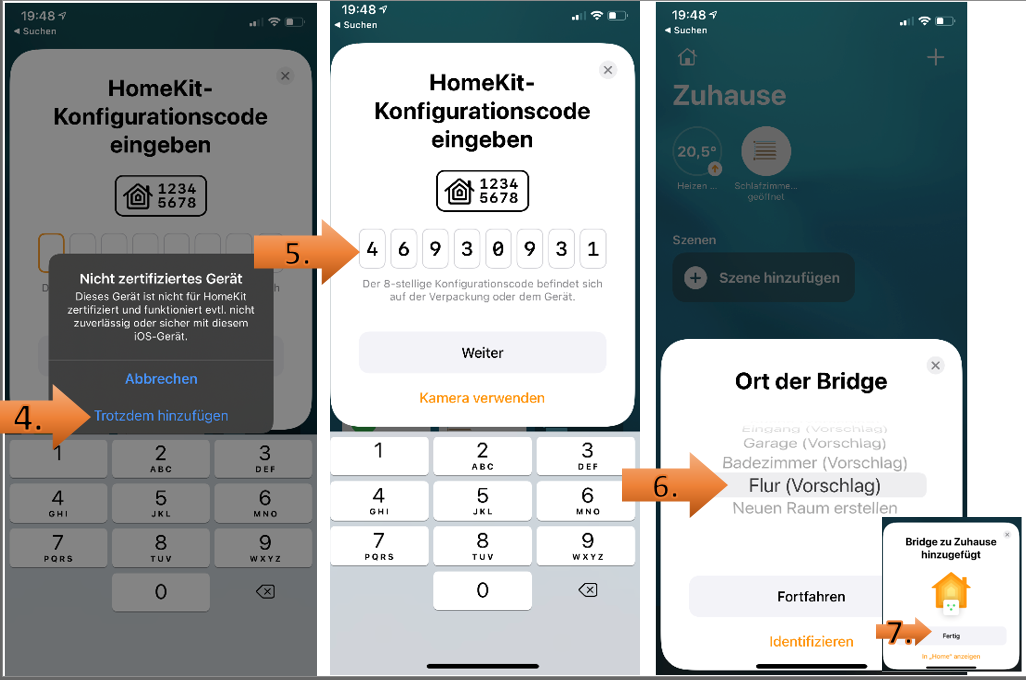 19:48
Suchen
HomeKit-
Konfigurationscode
eingeben
1234
5678
Nicht zertifiziertes Gerät
Dieses Gerät ist nicht für HomeKit
zertifiziert und funktioniert evtl. nicht
zuverlässig oder sicher mit diesem
iOS-Gerät.
Abbrechen
4.
Trotzdem hinzufügen
1
2
ABC
3
DEF
4
GHI
5
JKL
6
MNO
7
PQRS
8
TUV
9
WXYZ
0
19:48
Suchen
HomeKit-
Konfigurationscode
eingeben
1234
5678
5.
4 6 9 3 0 9 3 1
Der 8-stellige Konfigurationscode befindet sich
auf der Verpackung oder dem Gerät.
Weiter
Kamera verwenden
1
2
ABC
3
DEF
4
GHI
5
JKL
6
MNO
7
PQRS
8
TUV
9
WXYZ
0
19:48
Suchen
Zuhause
20,5°
Heizen ...
Schlafzimme...
geöffnet
Szenen
Szene hinzufügen
Ort der Bridge
Eingang (Vorschlag)
Garage (Vorschlag)
Badezimmer (Vorschlag)
6.
Flur (Vorschlag)
Neuen Raum erstellen
Fortfahren
Identifizieren
Bridge zu Zuhause
hinzugefügt
7.
Fertig
In „Home“ anzeigen